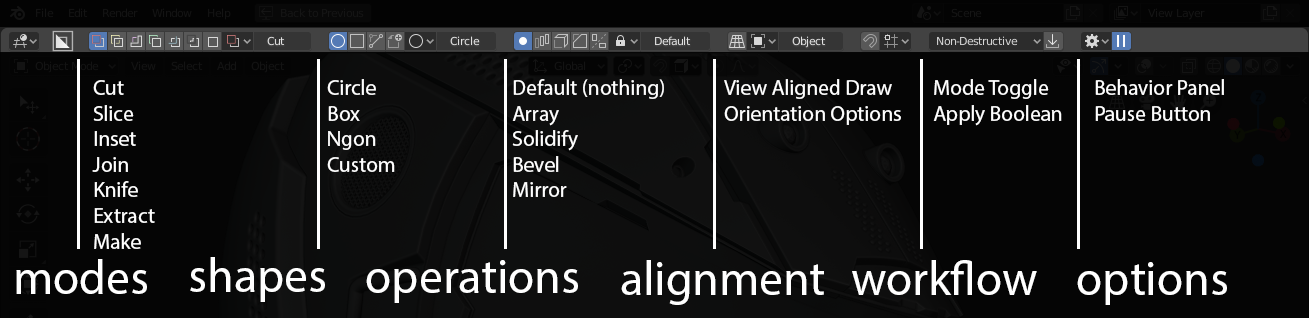 File Edit Render Window Help Back to Previous Scene View Layer
Cut Circle Default Object Non-Destructive
Object Mode View Select Add Object Global
Cut
Slice
Inset
Join
Knife
Extract
Make
Circle
Box
Ngon
Custom
Default (nothing)
Array
Solidify
Bevel
Mirror
View Aligned Draw
Orientation Options
Mode Toggle
Apply Boolean
Behavior Panel
Pause Button
modes shapes operations alignment workflow options